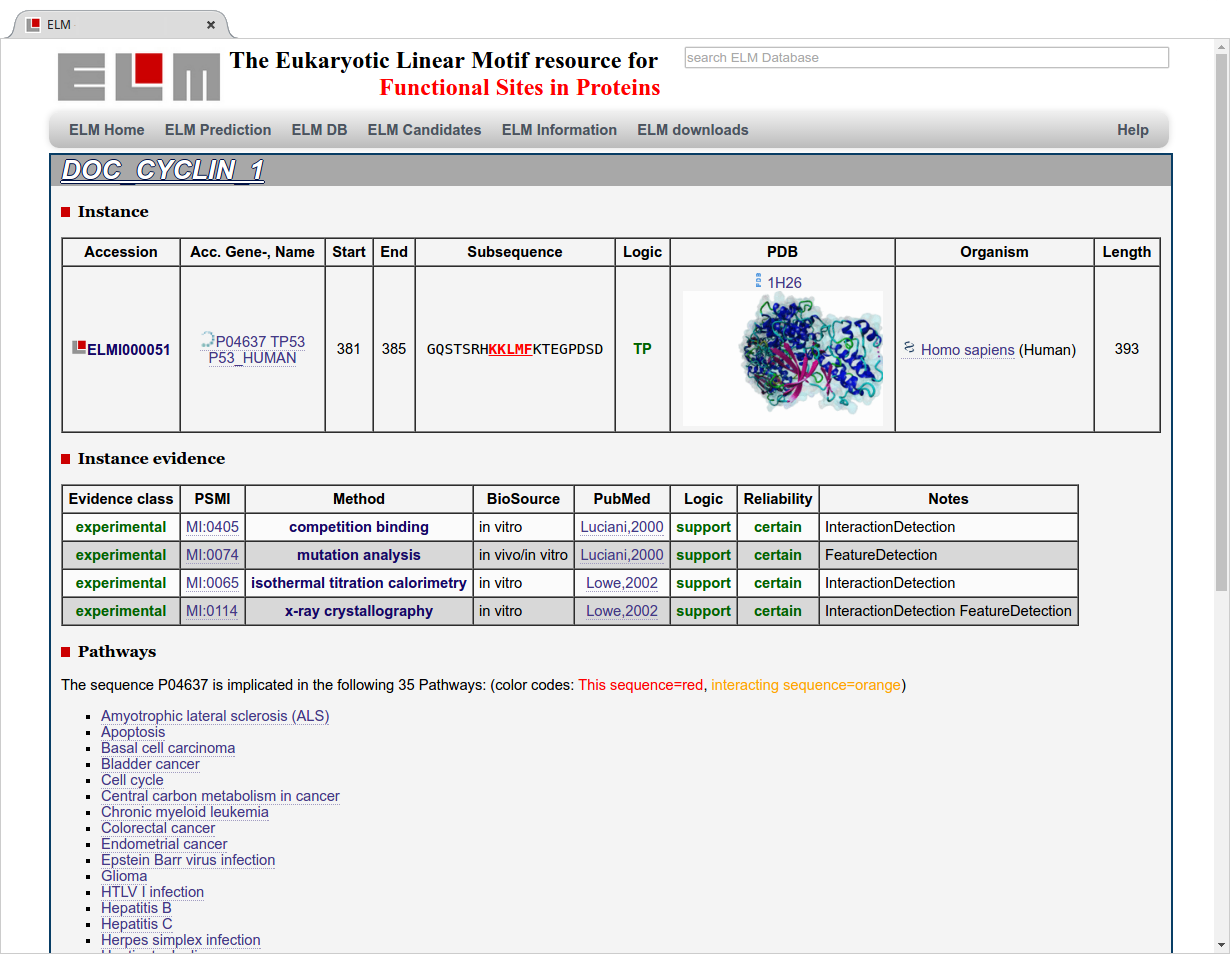 ELM
ELM The Eukaryotic Linear Motif resource for
Functional Sites in Proteins
search ELM Database
ELM Home ELM Prediction ELM DB ELM Candidates ELM Information ELM downloads Help
DOC_CYCLIN_1
Instance
Accession Acc. Gene-, Name Start End Subsequence Logic PDB Organism Length
1H26
ELMI000051 P04637 TP53 P53_HUMAN 381 385 GQSTSRHKKLMFKTEGPDSD TP Homo sapiens (Human) 393
Instance evidence
Evidence class PSMI Method BioSource PubMed Logic Reliability Notes
experimental MI:0405 competition binding in vitro Luciani,2000 support certain InteractionDetection
experimental MI:0074 mutation analysis in vivo/in vitro Luciani,2000 support certain FeatureDetection
experimental MI:0065 isothermal titration calorimetry in vitro Lowe,2002 support certain InteractionDetection
experimental MI:0114 x-ray crystallography in vitro Lowe,2002 support certain InteractionDetection FeatureDetection
Pathways
The sequence P04637 is implicated in the following 35 Pathways: (color codes: This sequence=red, interacting sequence=orange)
Amyotrophic lateral sclerosis (ALS)
Apoptosis
Basal cell carcinoma
Bladder cancer
Cell cycle
Central carbon metabolism in cancer
Chronic myeloid leukemia
Colorectal cancer
Endometrial cancer
Epstein Barr virus infection
Glioma
HTLV I infection
Hepatitis B
Hepatitis C
Herpes simplex infection